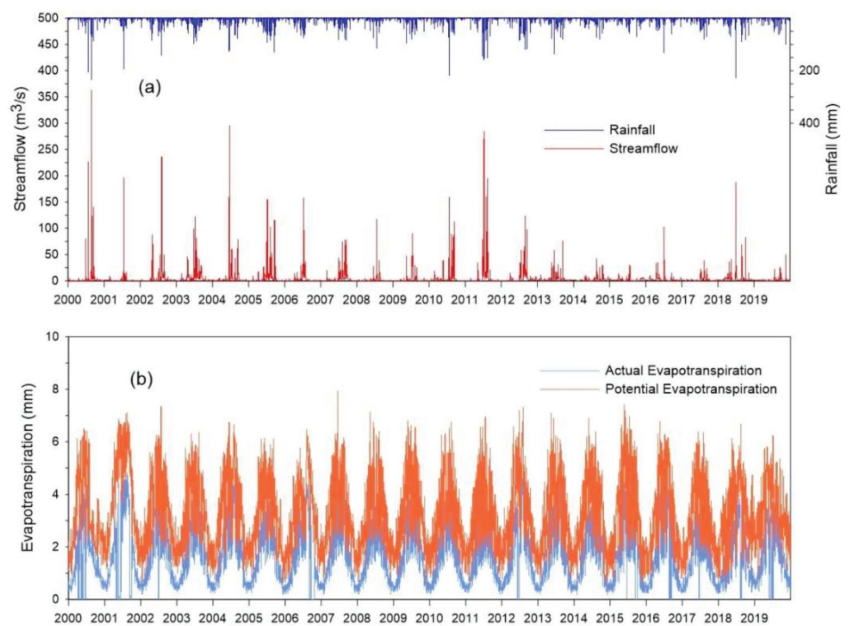 500
450
400
350
300
250
200
150
100
50
0
Streamflow (m³/s)
(a)
200
400
Rainfall (mm)
Rainfall
Streamflow
2000 2001 2002 2003 2004 2005 2006 2007 2008 2009 2010 2011 2012 2013 2014 2015 2016 2017 2018 2019
10
8
6
4
2
0
Evapotranspiration (mm)
(b)
Actual Evapotranspiration
Potential Evapotranspiration
2000 2001 2002 2003 2004 2005 2006 2007 2008 2009 2010 2011 2012 2013 2014 2015 2016 2017 2018 2019